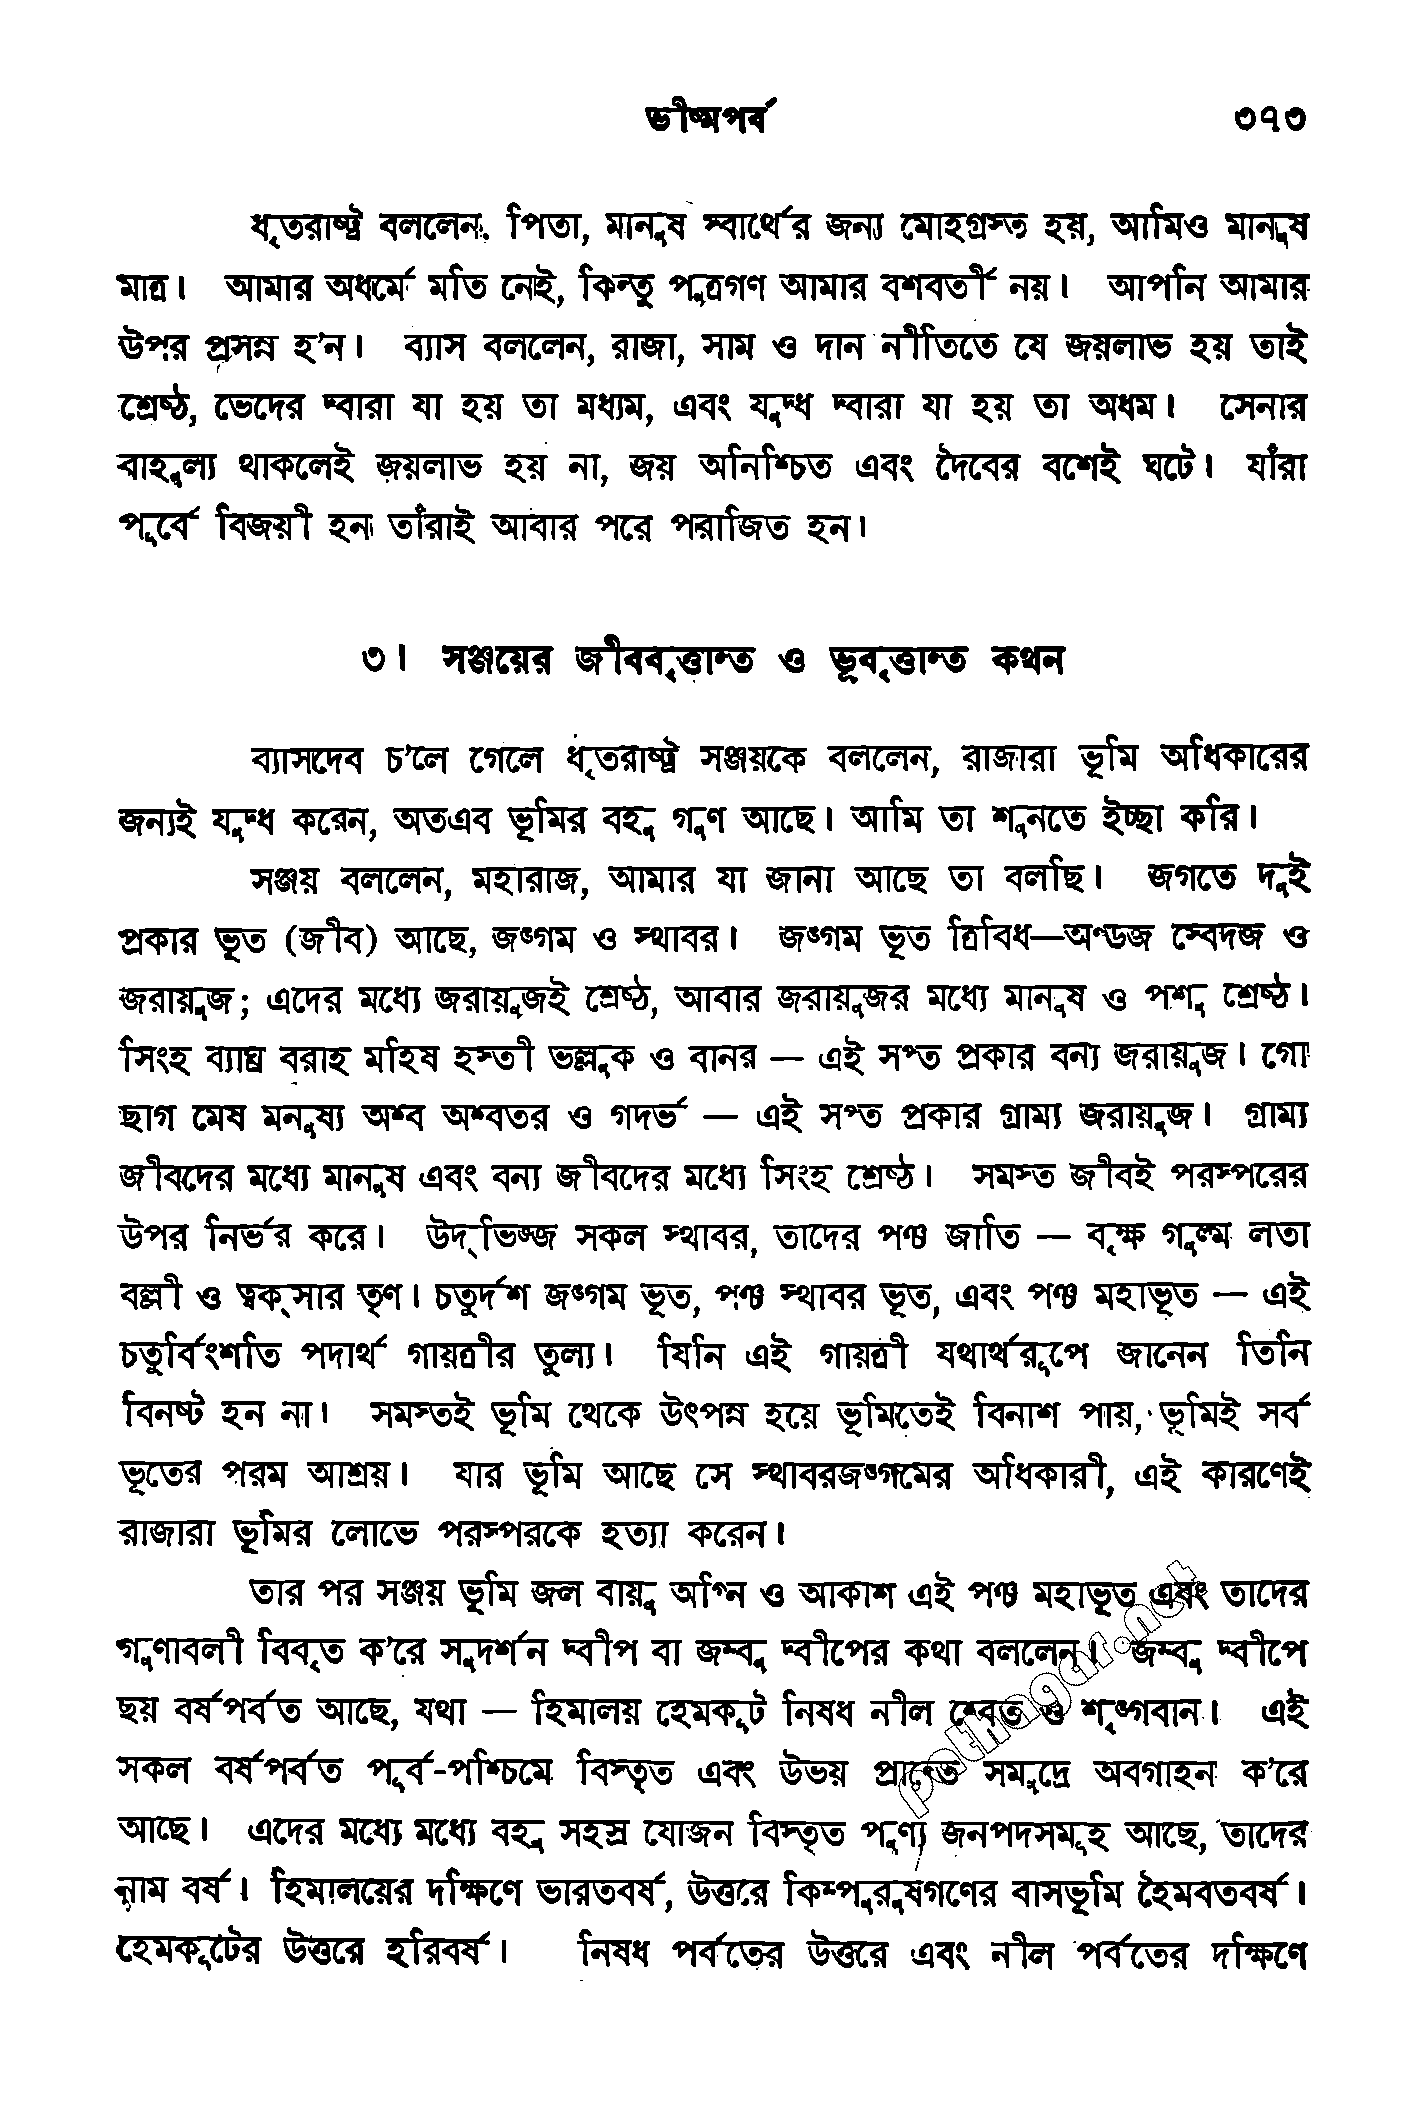 ভীষ্মপর্ব ৩৭৩
ধৃতরাষ্ট্র বললেন, পিতা, মানুষ স্বার্থের জন্য মোহগ্রস্ত হয়, আমিও মানুষ
মাত্র। আমার অধর্মে মতি নেই, কিন্তু পুত্রগণ আমার বশবর্তী নয়। আপনি আমার
উপর প্রসন্ন হ’ন। ব্যাস বললেন, রাজা, সাম ও দান নীতিতে যে জয়লাভ হয় তাই
শ্রেষ্ঠ, ভেদের দ্বারা যা হয় তা মধ্যম, এবং যুদ্ধ দ্বারা যা হয় তা অধম। সেনার
বাহুল্য থাকলেই জয়লাভ হয় না, জয় অনিশ্চিত এবং দৈবের বশেই ঘটে। যাঁরা
পূর্বে বিজয়ী হন তাঁরাই আবার পরে পরাজিত হন।
৩। সঞ্জয়ের জীববৃত্তান্ত ও ভূবৃত্তান্ত কথন
ব্যাসদেব চ’লে গেলে ধৃতরাষ্ট্র সঞ্জয়কে বললেন, রাজারা ভূমি অধিকারের
জন্যই যুদ্ধ করেন, অতএব ভূমির বহু গুণ আছে। আমি তা শুনতে ইচ্ছা করি।
সঞ্জয় বললেন, মহারাজ, আমার যা জানা আছে তা বলছি। জগতে দুই
প্রকার ভূত (জীব) আছে, জঙ্গম ও স্থাবর। জঙ্গম ভূত ত্রিবিধ—অণ্ডজ স্বেদজ ও
জরায়ুজ; এদের মধ্যে জরায়ুজই শ্রেষ্ঠ, আবার জরায়ুজর মধ্যে মানুষ ও পশু শ্রেষ্ঠ।
সিংহ ব্যাঘ্র বরাহ মহিষ হস্তী ভল্লুক ও বানর — এই সপ্ত প্রকার বন্য জরায়ুজ। গো
ছাগ মেষ মনুষ্য অশ্ব অশ্বতর ও গর্দভ — এই সপ্ত প্রকার গ্রাম্য জরায়ুজ। গ্রাম্য
জীবদের মধ্যে মানুষ এবং বন্য জীবদের মধ্যে সিংহ শ্রেষ্ঠ। সমস্ত জীবই পরস্পরের
উপর নির্ভর করে। উদ্ভিজ্জ সকল স্থাবর, তাদের পঞ্চ জাতি — বৃক্ষ গুল্ম লতা
বল্লী ও ত্বক্‌সার তৃণ। চতুর্দশ জঙ্গম ভূত, পঞ্চ স্থাবর ভূত, এবং পঞ্চ মহাভূত — এই
চতুর্বিংশতি পদার্থ গায়ত্রীর তুল্য। যিনি এই গায়ত্রী যথার্থরূপে জানেন তিনি
বিনষ্ট হন না। সমস্তই ভূমি থেকে উৎপন্ন হয়ে ভূমিতেই বিনাশ পায়, ভূমিই সর্ব
ভূতের পরম আশ্রয়। যার ভূমি আছে সে স্থাবরজঙ্গমের অধিকারী, এই কারণেই
রাজারা ভূমির লোভে পরস্পরকে হত্যা করেন।
তার পর সঞ্জয় ভূমি জল বায়ু অগ্নি ও আকাশ এই পঞ্চ মহাভূত এবং তাদের
গুণাবলী বিবৃত ক’রে সুদর্শন দ্বীপ বা জম্বু দ্বীপের কথা বললেন। জম্বু দ্বীপে
ছয় বর্ষপর্বত আছে, যথা — হিমালয় হেমকূট নিষধ নীল শ্বেত ও শৃঙ্গবান। এই
সকল বর্ষপর্বত পূর্ব-পশ্চিমে বিস্তৃত এবং উভয় প্রান্তে সমুদ্রে অবগাহন ক’রে
আছে। এদের মধ্যে মধ্যে বহু সহস্র যোজন বিস্তৃত পুণ্য জনপদসমূহ আছে, তাদের
নাম বর্ষ। হিমালয়ের দক্ষিণে ভারতবর্ষ, উত্তরে কিম্পুরুষগণের বাসভূমি হৈমবতবর্ষ।
হেমকূটের উত্তরে হরিবর্ষ। নিষধ পর্বতের উত্তরে এবং নীল পর্বতের দক্ষিণে
pathagar.net